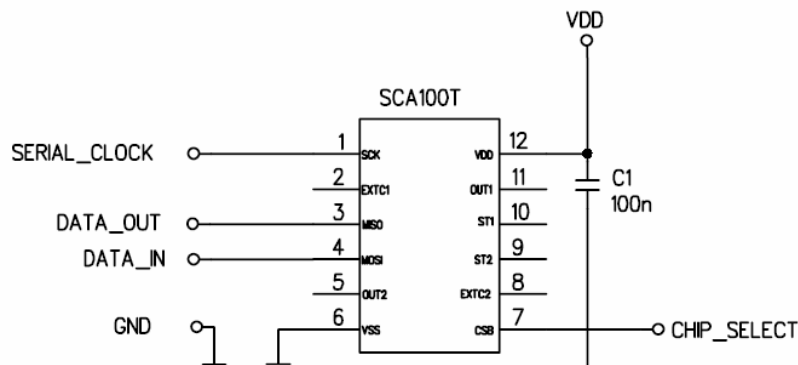 VDD
SCA100T
SERIAL_CLOCK 1 SCK VDD 12
2 EXTC1 OUT1 11 C1
DATA_OUT 3 MISO ST1 10 100n
DATA_IN 4 MOSI ST2 9
5 OUT2 EXTC2 8
GND 6 VSS CSB 7 CHIP_SELECT